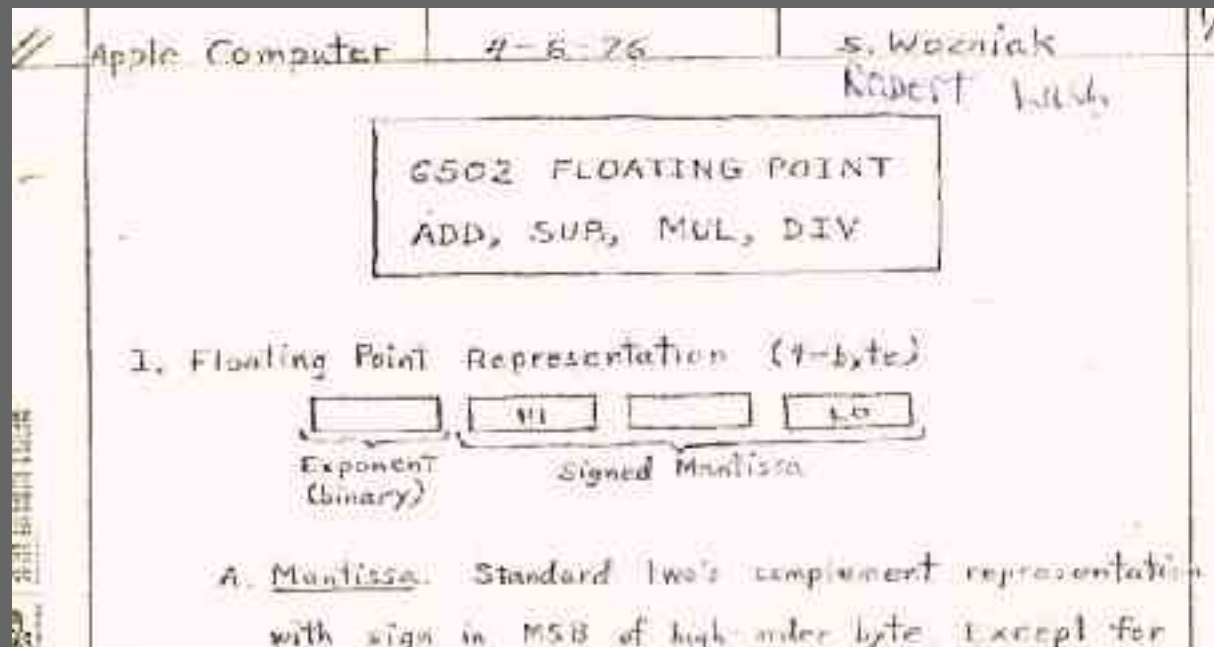 Apple Computer 4-6-76 S. Wozniak
Robert
6502 FLOATING POINT
ADD, SUB, MUL, DIV
I. Floating Point Representation (4-byte)
HI LO
Exponent Signed Mantissa
(binary)
A. Mantissa. Standard two's complement representation
with sign in MSB of high order byte. Except for